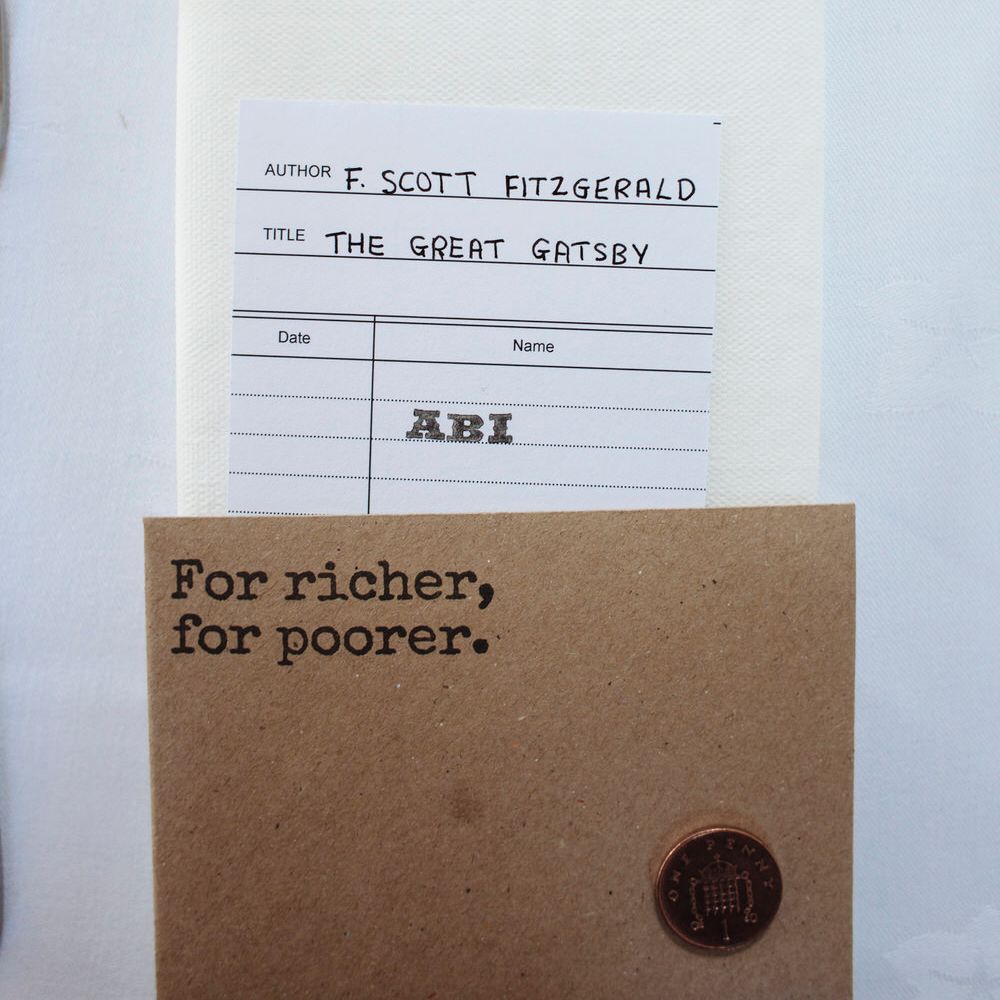 AUTHOR F. SCOTT FITZGERALD
TITLE THE GREAT GATSBY
Date Name
ABI
For richer,
for poorer.
ONE PENNY
1